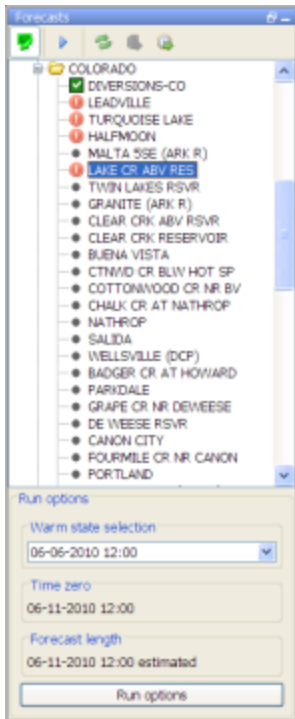 Forecasts
COLORADO
DIVERSIONS-CO
LEADVILLE
TURQUOISE LAKE
HALFMOON
MALTA 5SE (ARK R)
LAKE CR ABV RES
TWIN LAKES RSVR
GRANITE (ARK R)
CLEAR CRK ABV RSVR
CLEAR CRK RESERVOIR
BUENA VISTA
CTNWD CR BLW HOT SP
COTTONWOOD CR NR BV
CHALK CR AT NATHROP
NATHROP
SALIDA
WELLSVILLE (DCP)
BADGER CR AT HOWARD
PARKDALE
GRAPE CR NR DEWEESE
DE WEESE RSVR
CANON CITY
FOURMILE CR NR CANON
PORTLAND
Run options
Warm state selection
06-06-2010 12:00
Time zero
06-11-2010 12:00
Forecast length
06-11-2010 12:00 estimated
Run options